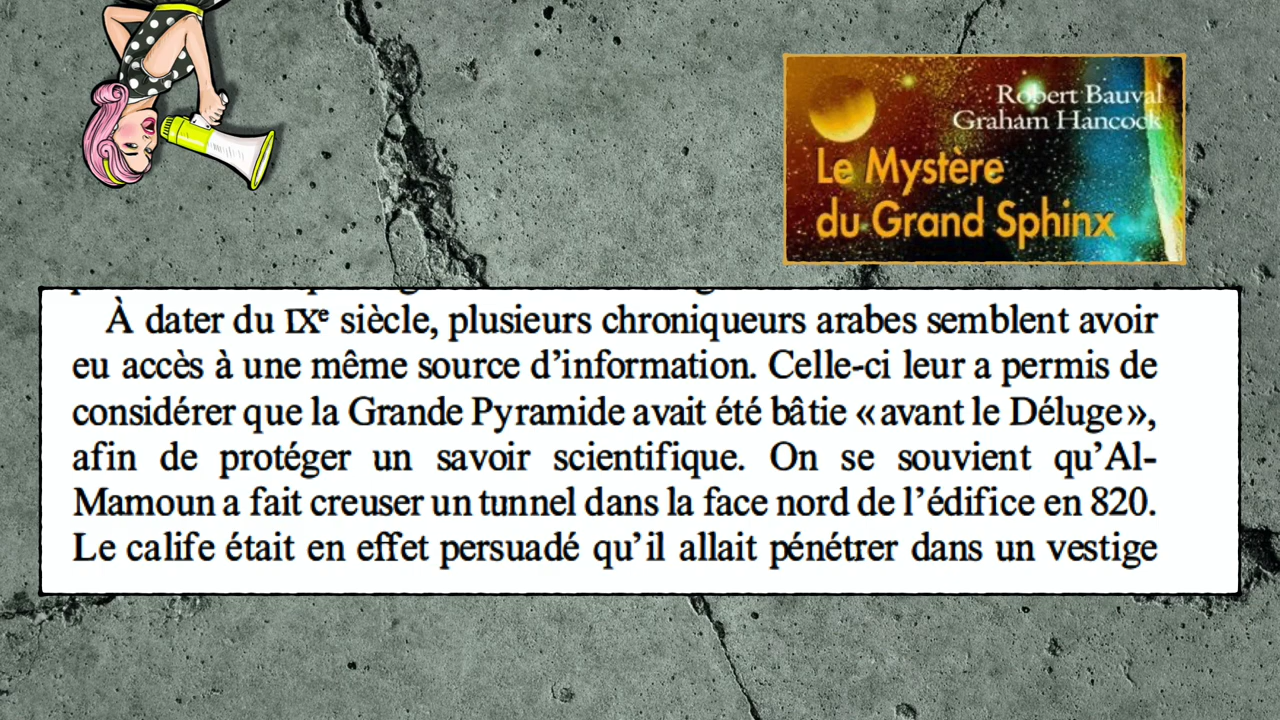 Robert Bauval
Graham Hancock
Le Mystère
du Grand Sphinx
À dater du IXe siècle, plusieurs chroniqueurs arabes semblent avoir
eu accès à une même source d’information. Celle-ci leur a permis de
considérer que la Grande Pyramide avait été bâtie « avant le Déluge »,
afin de protéger un savoir scientifique. On se souvient qu’Al-
Mamoun a fait creuser un tunnel dans la face nord de l’édifice en 820.
Le calife était en effet persuadé qu’il allait pénétrer dans un vestige